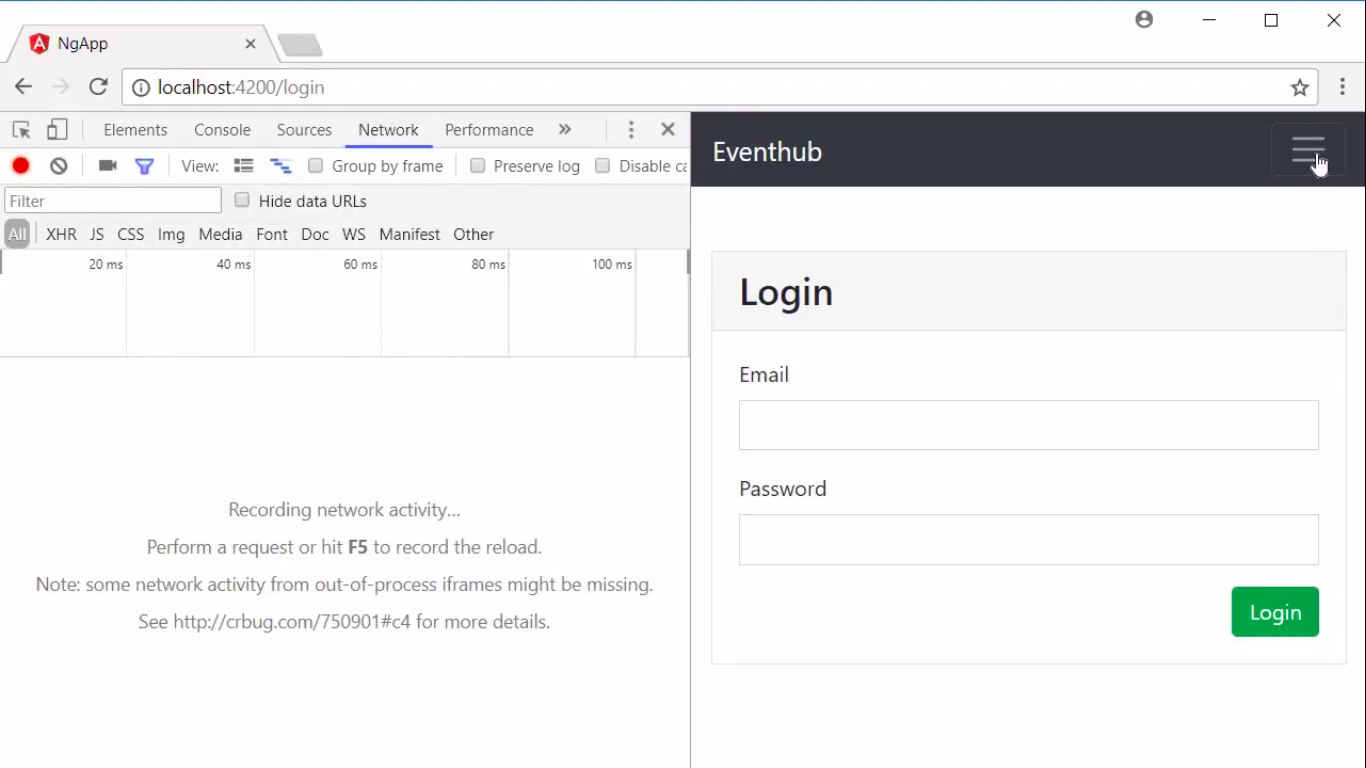 NgApp
localhost:4200/login
Elements Console Sources Network Performance
View: Group by frame Preserve log Disable ca
Filter Hide data URLs
All XHR JS CSS Img Media Font Doc WS Manifest Other
20 ms 40 ms 60 ms 80 ms 100 ms
Recording network activity...
Perform a request or hit F5 to record the reload.
Note: some network activity from out-of-process iframes might be missing.
See http://crbug.com/750901#c4 for more details.
Eventhub
Login
Email
Password
Login